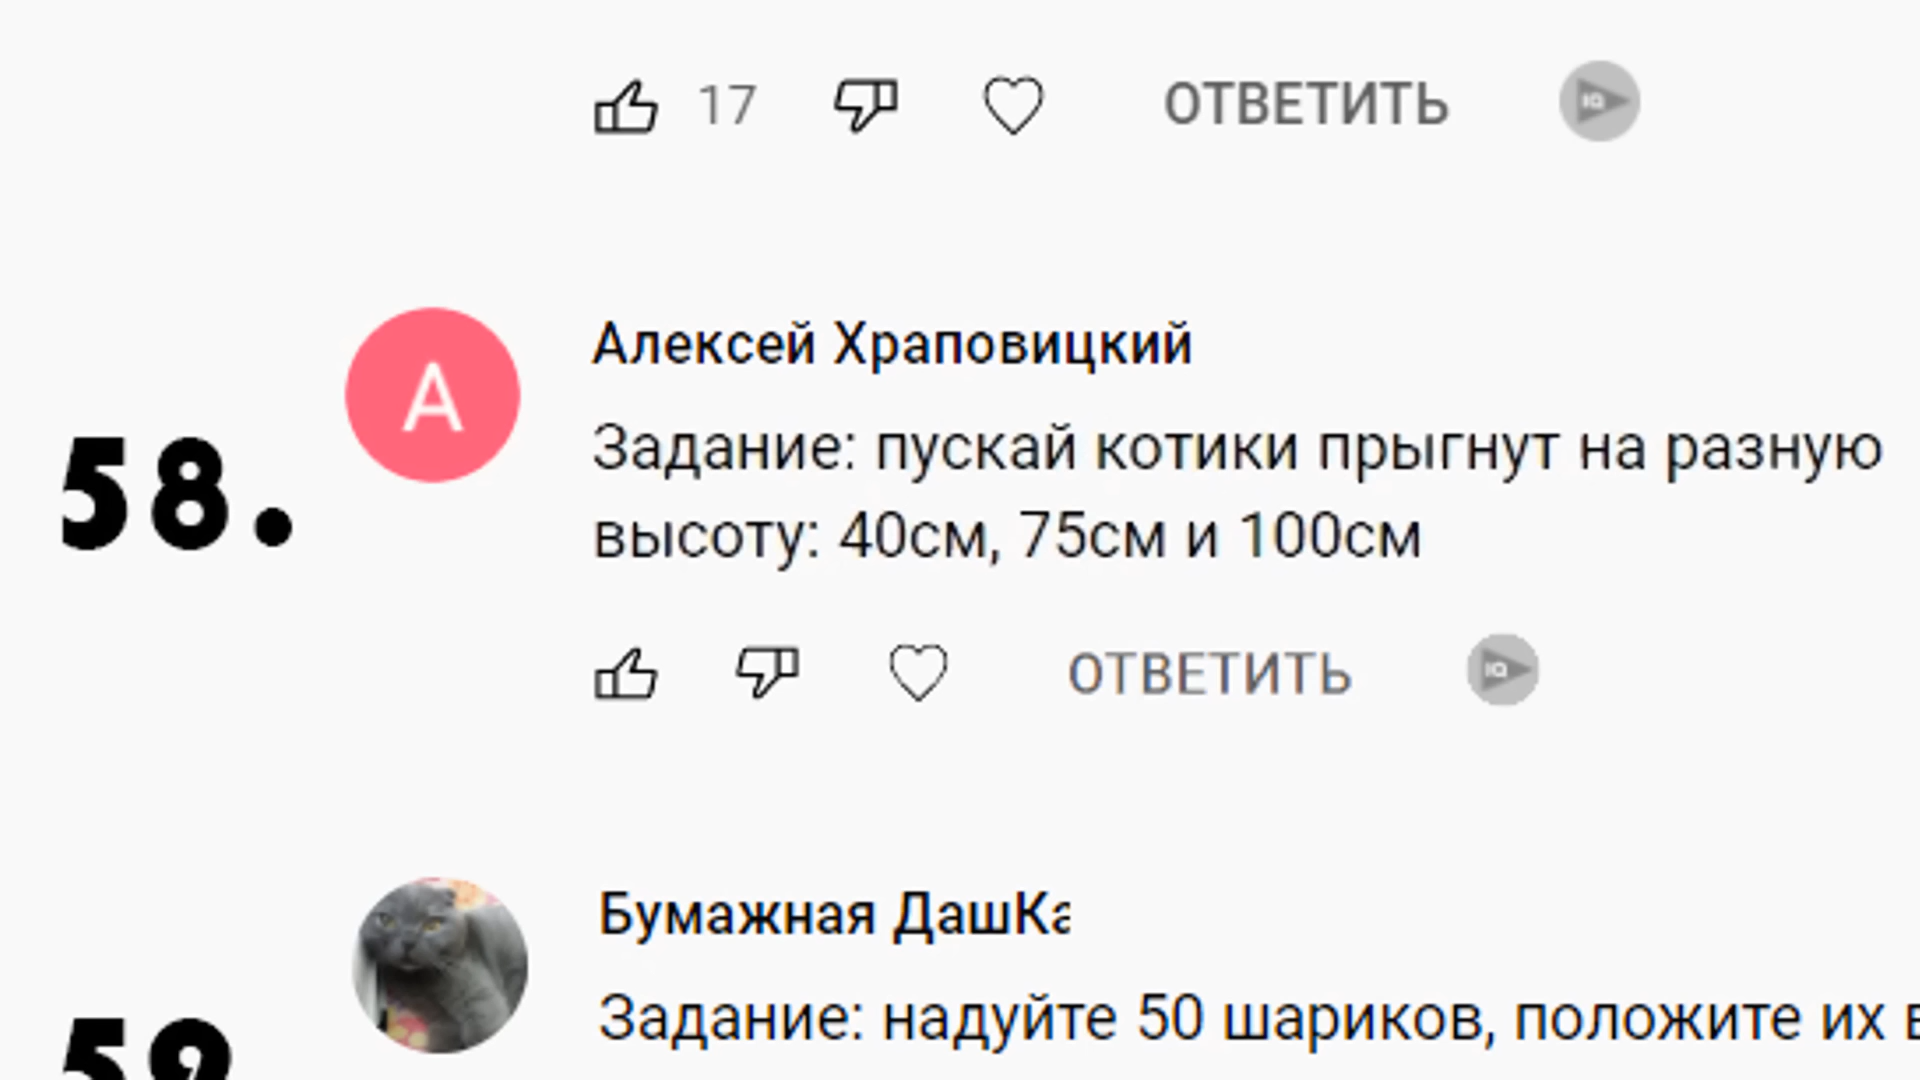 17 ОТВЕТИТЬ
58.
А
Алексей Храповицкий
Задание: пускай котики прыгнут на разную
высоту: 40см, 75см и 100см
ОТВЕТИТЬ
59
Бумажная ДашКа
Задание: надуйте 50 шариков, положите их в